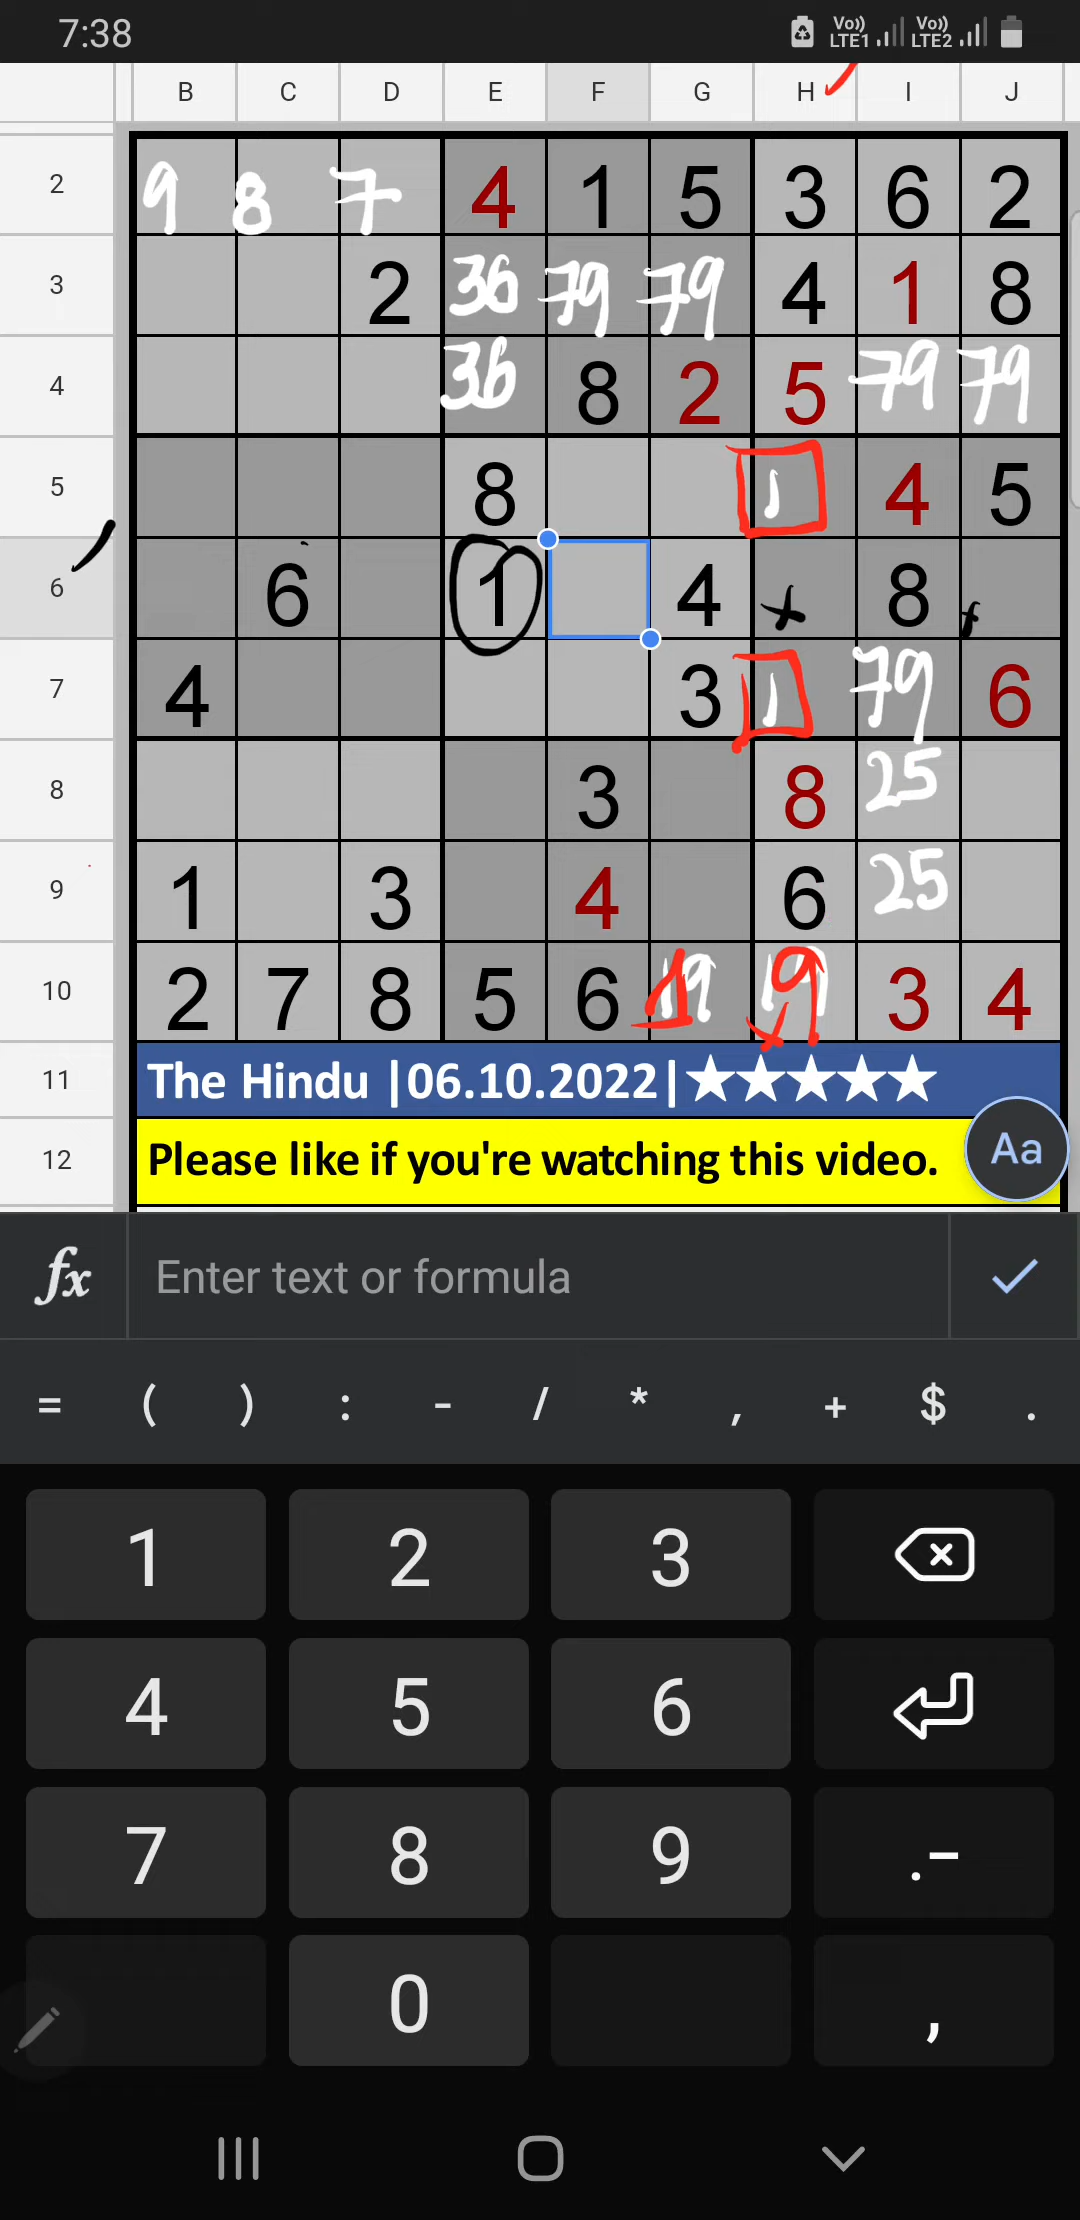 7:38 Vo)) LTE1 Vo)) LTE2
B C D E F G H I J
2 9 8 7 4 1 5 3 6 2
3 2 36 79 79 4 1 8
4 36 8 2 5 79 79
5 8 1 4 5
6 6 1 4 8
7 4 3 1 79 6
8 3 8 25
9 1 3 4 6 25
10 2 7 8 5 6 19 19 3 4
11 The Hindu |06.10.2022|★★★★★
12 Please like if you're watching this video.
Aa
fx Enter text or formula
= ( ) : - / * , + $ .
1 2 3
4 5 6
7 8 9 .-
0 ,